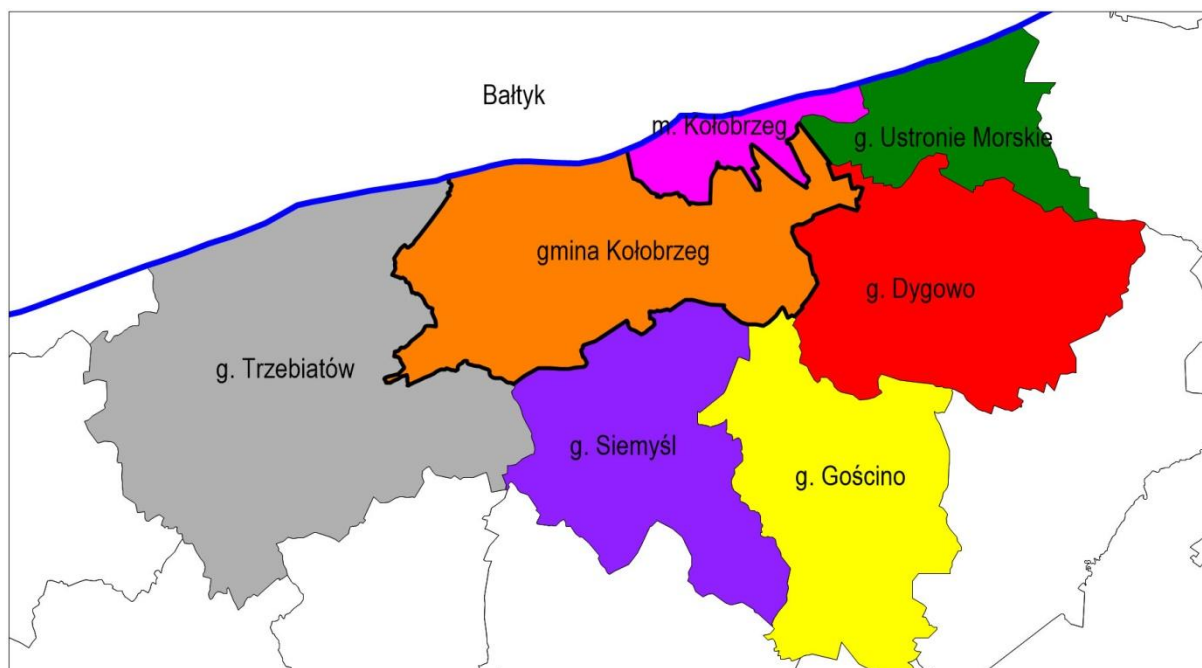 Bałtyk
m. Kołobrzeg
g. Ustronie Morskie
gmina Kołobrzeg
g. Dygowo
g. Trzebiatów
g. Siemyśl
g. Gościno